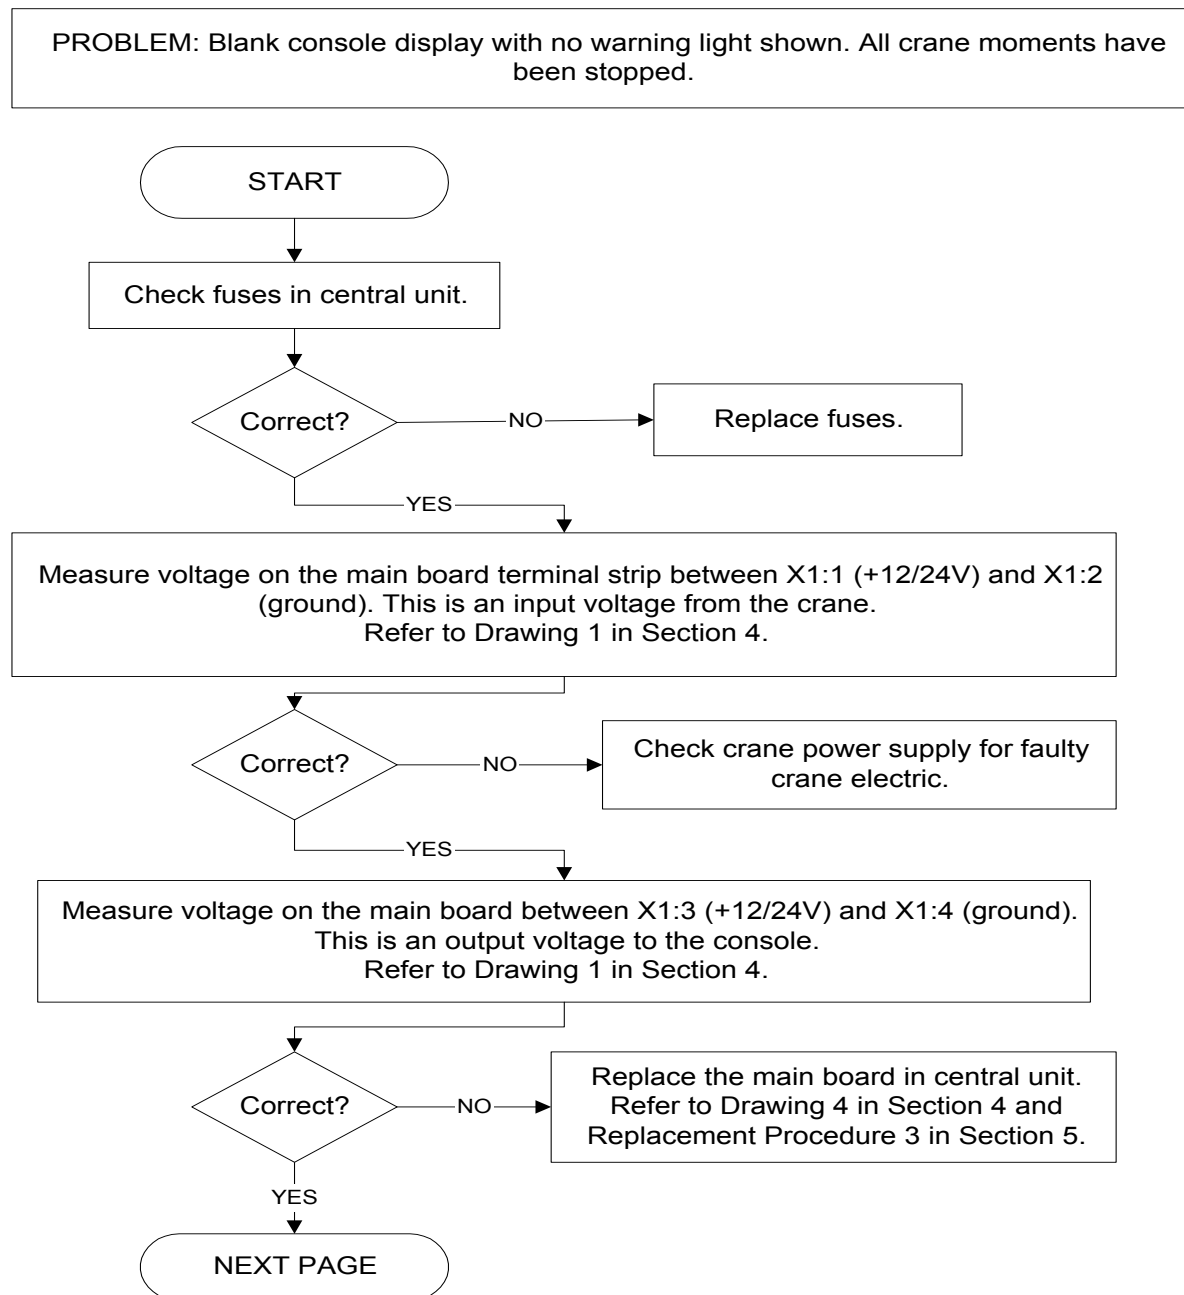 PROBLEM: Blank console display with no warning light shown. All crane moments have
been stopped.
START
Check fuses in central unit.
Correct?
NO
Replace fuses.
YES
Measure voltage on the main board terminal strip between X1:1 (+12/24V) and X1:2
(ground). This is an input voltage from the crane.
Refer to Drawing 1 in Section 4.
Correct?
NO
Check crane power supply for faulty
crane electric.
YES
Measure voltage on the main board between X1:3 (+12/24V) and X1:4 (ground).
This is an output voltage to the console.
Refer to Drawing 1 in Section 4.
Correct?
NO
Replace the main board in central unit.
Refer to Drawing 4 in Section 4 and
Replacement Procedure 3 in Section 5.
YES
NEXT PAGE